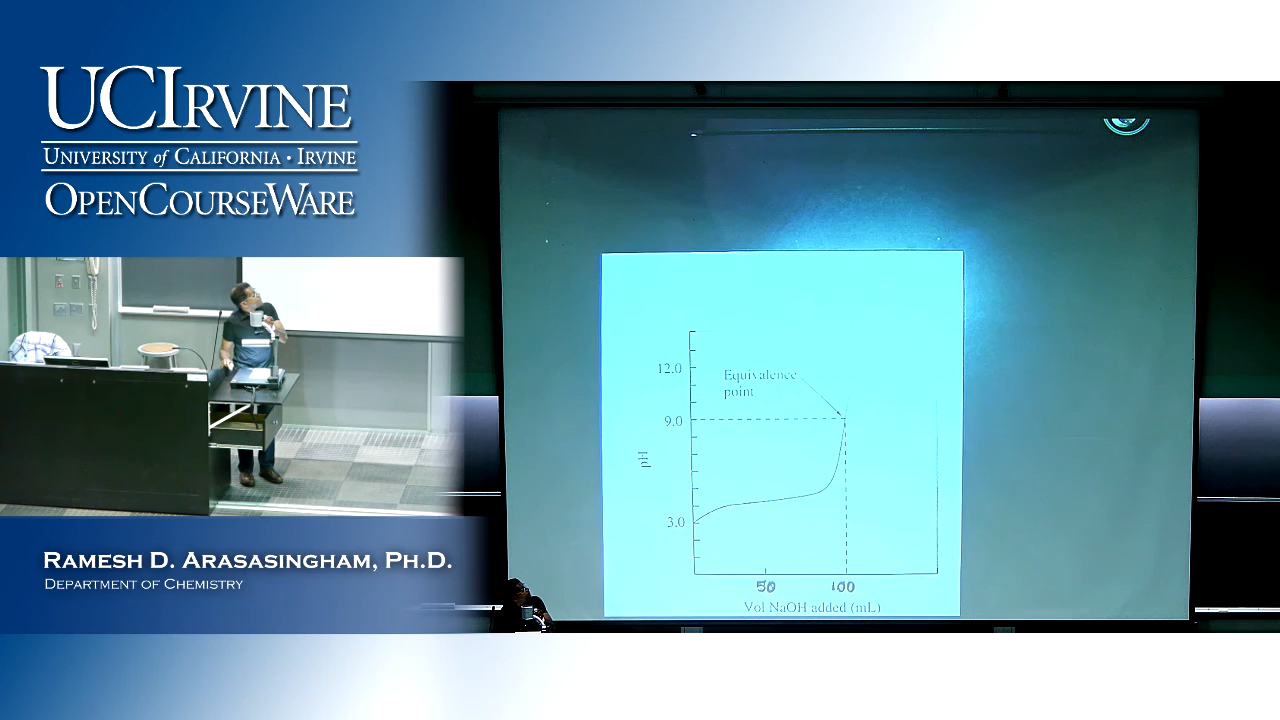 UCIRVINE
UNIVERSITY of CALIFORNIA · IRVINE
OPENCOURSEWARE
RAMESH D. ARASASINGHAM, PH.D.
DEPARTMENT OF CHEMISTRY
12.0
Equivalence
point
9.0
pH
3.0
50 100
Vol NaOH added (mL)